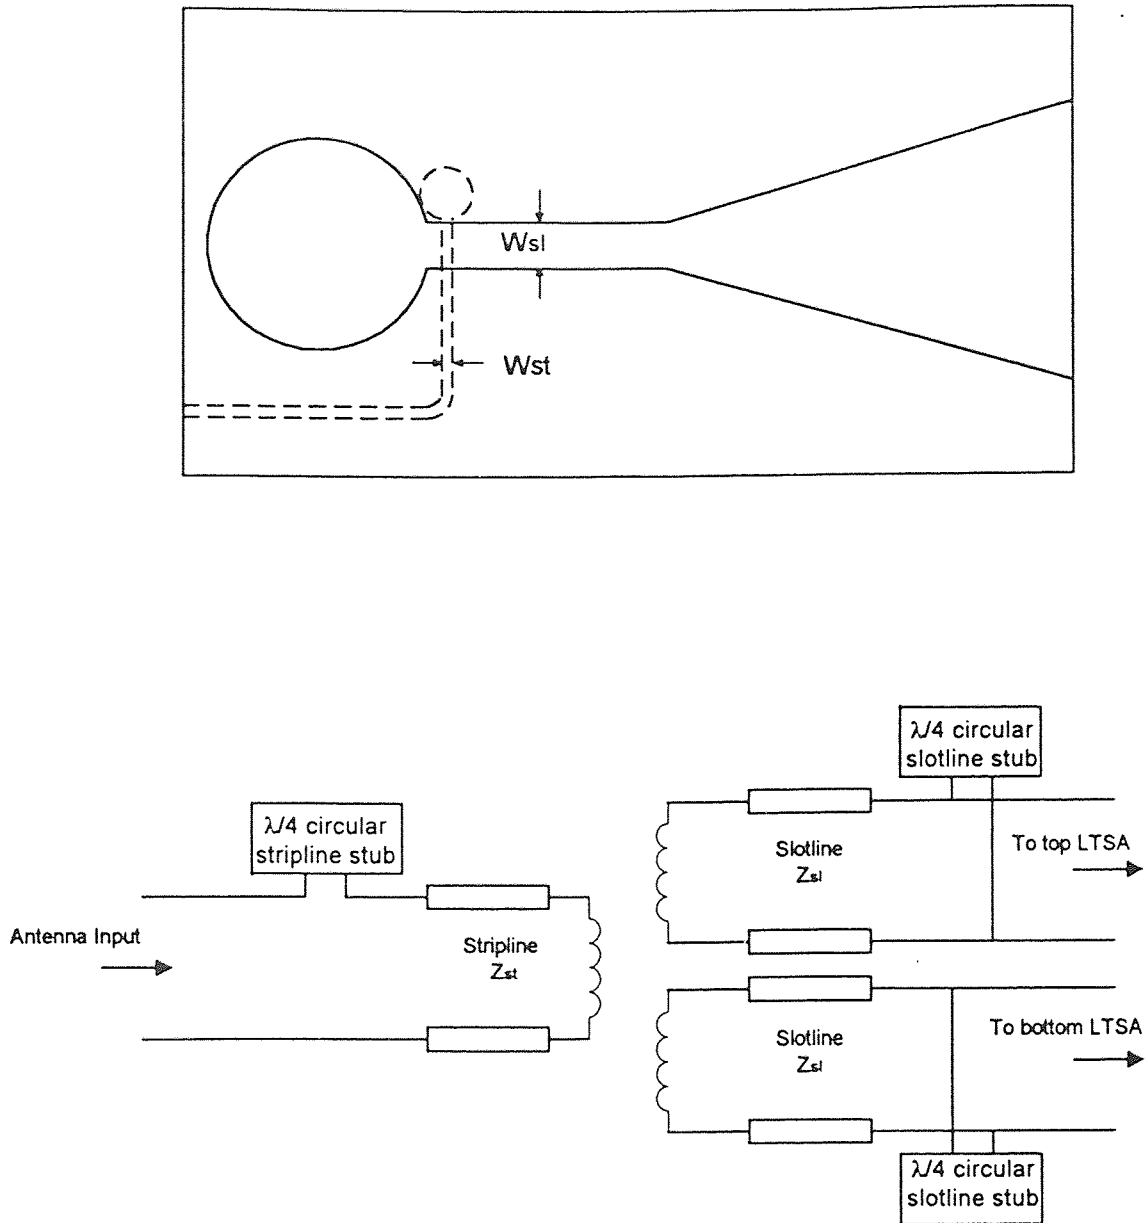 Wsl
Wst
λ/4 circular
slotline stub
λ/4 circular
stripline stub
Slotline
Zsl
To top LTSA
Antenna Input
Stripline
Zst
Slotline
Zsl
To bottom LTSA
λ/4 circular
slotline stub